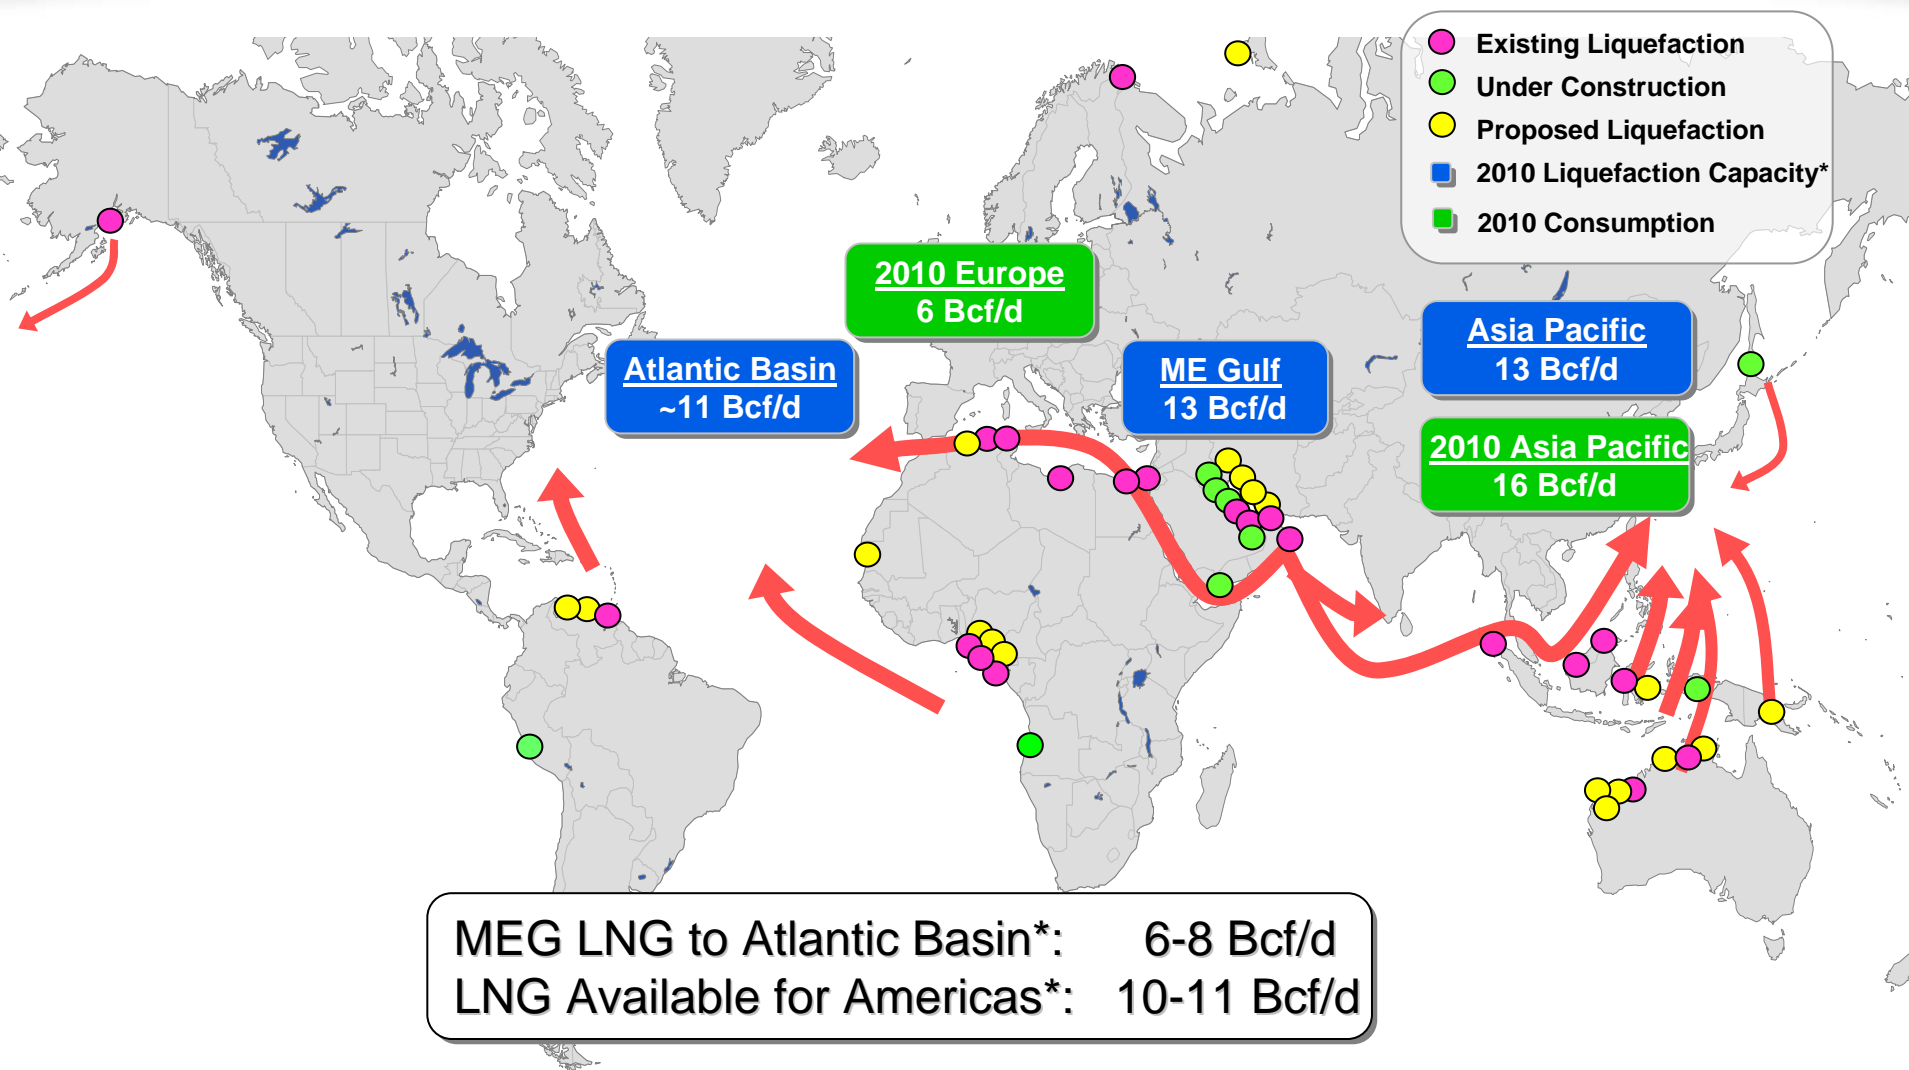 Existing Liquefaction
Under Construction
Proposed Liquefaction
2010 Liquefaction Capacity*
2010 Consumption
2010 Europe
6 Bcf/d
Atlantic Basin
~11 Bcf/d
ME Gulf
13 Bcf/d
Asia Pacific
13 Bcf/d
2010 Asia Pacific
16 Bcf/d
MEG LNG to Atlantic Basin*: 6-8 Bcf/d
LNG Available for Americas*: 10-11 Bcf/d